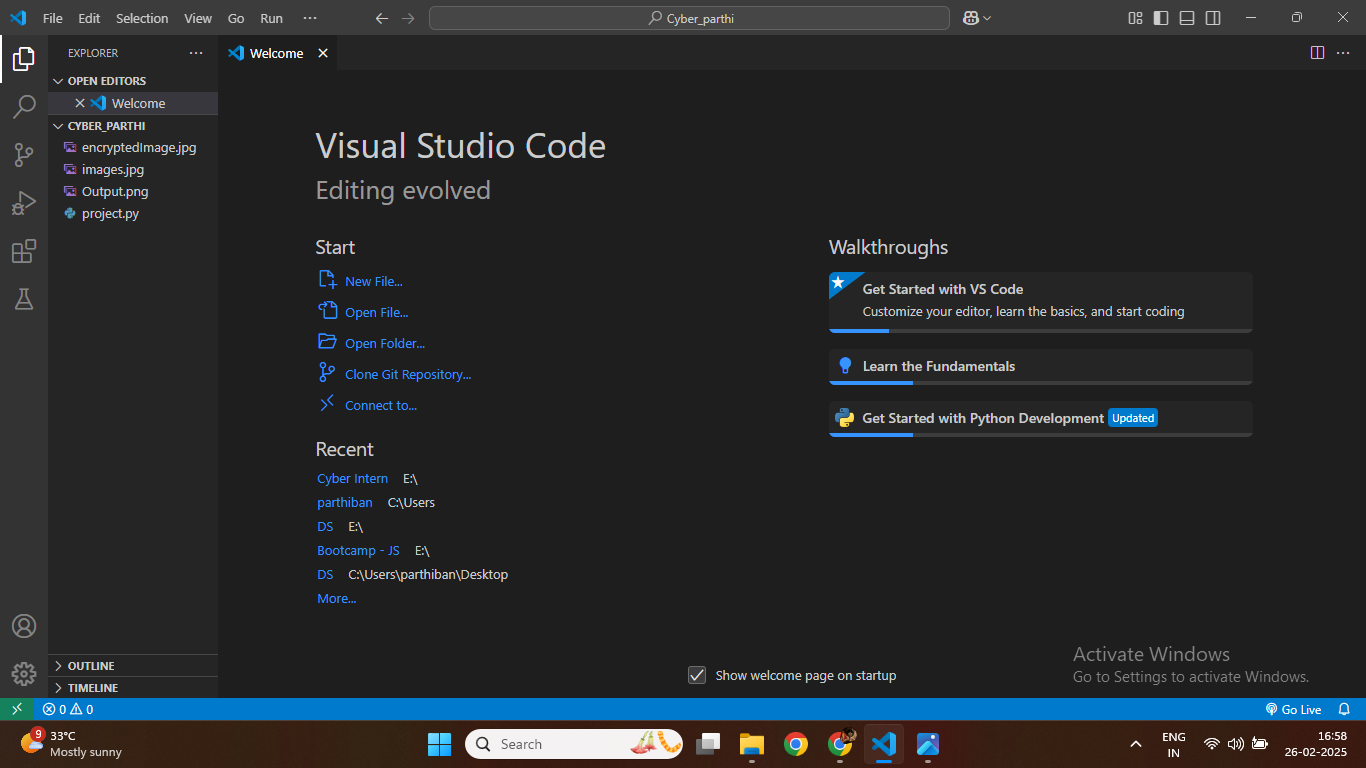 File Edit Selection View Go Run ···
Cyber_parthi
EXPLORER
Welcome
OPEN EDITORS
Welcome
CYBER_PARTHI
encryptedImage.jpg
images.jpg
Output.png
project.py
OUTLINE
TIMELINE
Visual Studio Code
Editing evolved
Start
New File...
Open File...
Open Folder...
Clone Git Repository...
Connect to...
Recent
Cyber Intern E:\
parthiban C:\Users
DS E:\
Bootcamp - JS E:\
DS C:\Users\parthiban\Desktop
More...
Walkthroughs
Get Started with VS Code
Customize your editor, learn the basics, and start coding
Learn the Fundamentals
Get Started with Python Development Updated
Show welcome page on startup
Activate Windows
Go to Settings to activate Windows.
0 0
Go Live
9
33°C
Mostly sunny
Search
ENG
IN
16:58
26-02-2025